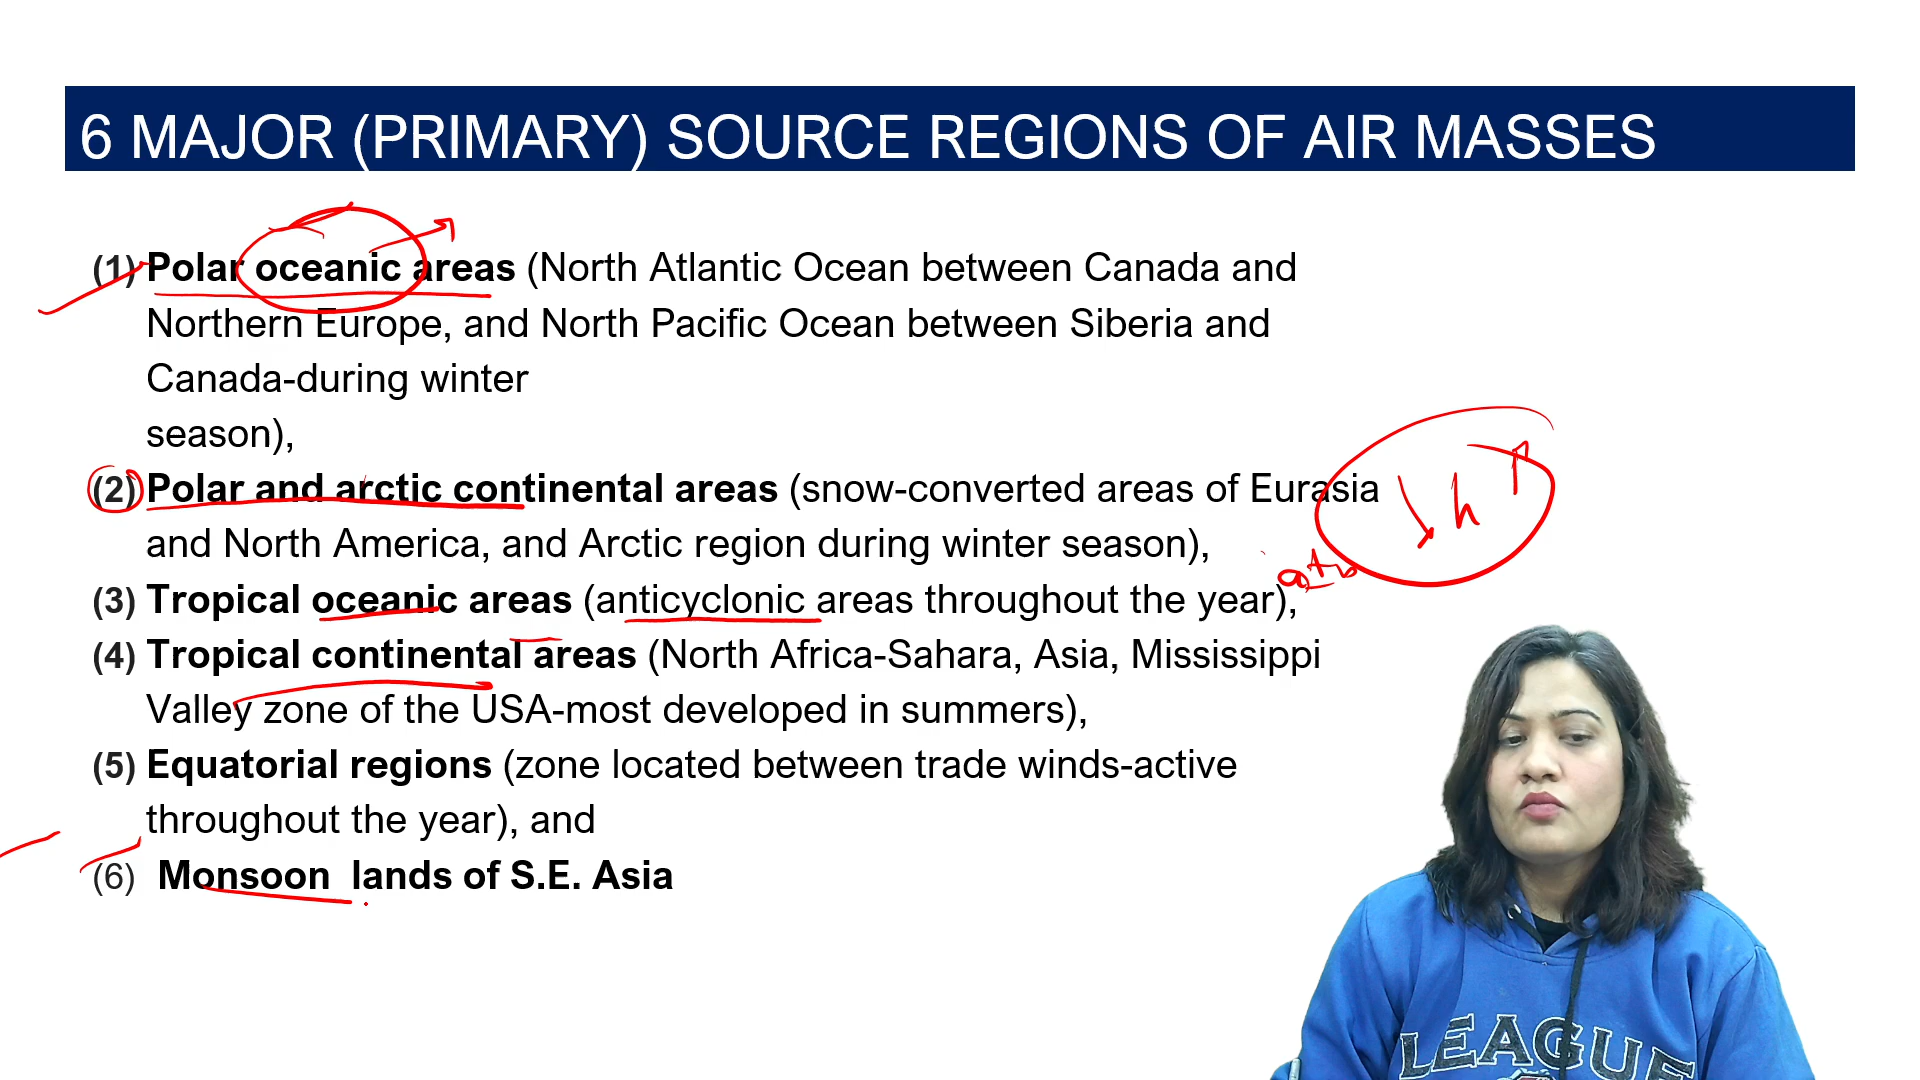 6 MAJOR (PRIMARY) SOURCE REGIONS OF AIR MASSES
(1) Polar oceanic areas (North Atlantic Ocean between Canada and
Northern Europe, and North Pacific Ocean between Siberia and
Canada-during winter
season),
(2) Polar and arctic continental areas (snow-converted areas of Eurasia
and North America, and Arctic region during winter season),
(3) Tropical oceanic areas (anticyclonic areas throughout the year),
(4) Tropical continental areas (North Africa-Sahara, Asia, Mississippi
Valley zone of the USA-most developed in summers),
(5) Equatorial regions (zone located between trade winds-active
throughout the year), and
(6) Monsoon lands of S.E. Asia
h
LEAGUE